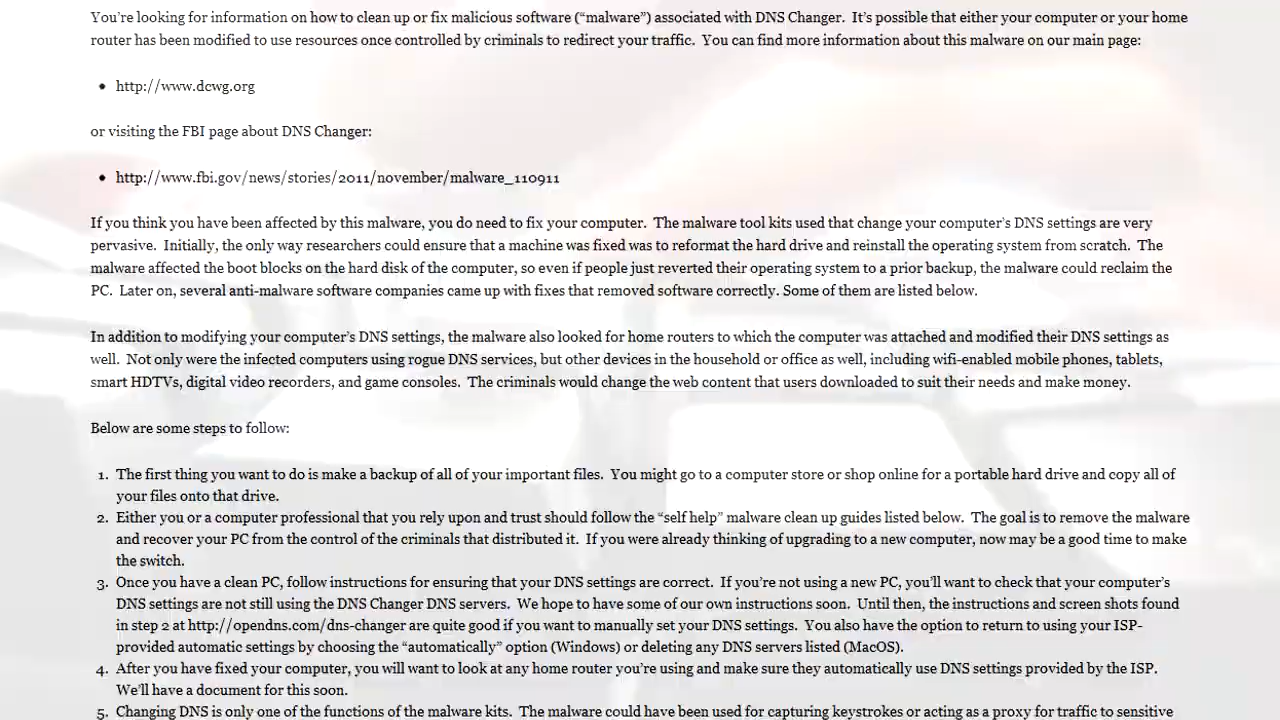 You're looking for information on how to clean up or fix malicious software (“malware”) associated with DNS Changer.  It's possible that either your computer or your home
router has been modified to use resources once controlled by criminals to redirect your traffic.  You can find more information about this malware on our main page:
• http://www.dcwg.org
or visiting the FBI page about DNS Changer:
• http://www.fbi.gov/news/stories/2011/november/malware_110911
If you think you have been affected by this malware, you do need to fix your computer.  The malware tool kits used that change your computer's DNS settings are very
pervasive.  Initially, the only way researchers could ensure that a machine was fixed was to reformat the hard drive and reinstall the operating system from scratch.  The
malware affected the boot blocks on the hard disk of the computer, so even if people just reverted their operating system to a prior backup, the malware could reclaim the
PC.  Later on, several anti-malware software companies came up with fixes that removed software correctly. Some of them are listed below.
In addition to modifying your computer's DNS settings, the malware also looked for home routers to which the computer was attached and modified their DNS settings as
well.  Not only were the infected computers using rogue DNS services, but other devices in the household or office as well, including wifi-enabled mobile phones, tablets,
smart HDTVs, digital video recorders, and game consoles.  The criminals would change the web content that users downloaded to suit their needs and make money.
Below are some steps to follow:
1. The first thing you want to do is make a backup of all of your important files.  You might go to a computer store or shop online for a portable hard drive and copy all of
your files onto that drive.
2. Either you or a computer professional that you rely upon and trust should follow the “self help” malware clean up guides listed below.  The goal is to remove the malware
and recover your PC from the control of the criminals that distributed it.  If you were already thinking of upgrading to a new computer, now may be a good time to make
the switch.
3. Once you have a clean PC, follow instructions for ensuring that your DNS settings are correct.  If you're not using a new PC, you'll want to check that your computer's
DNS settings are not still using the DNS Changer DNS servers.  We hope to have some of our own instructions soon.  Until then, the instructions and screen shots found
in step 2 at http://opendns.com/dns-changer are quite good if you want to manually set your DNS settings.  You also have the option to return to using your ISP-
provided automatic settings by choosing the “automatically” option (Windows) or deleting any DNS servers listed (MacOS).
4. After you have fixed your computer, you will want to look at any home router you're using and make sure they automatically use DNS settings provided by the ISP.
We'll have a document for this soon.
5. Changing DNS is only one of the functions of the malware kits.  The malware could have been used for capturing keystrokes or acting as a proxy for traffic to sensitive